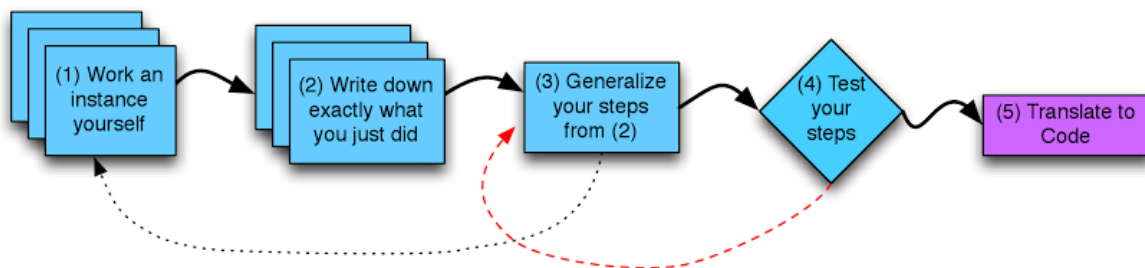 (1) Work an
instance
yourself
(2) Write down
exactly what
you just did
(3) Generalize
your steps
from (2)
(4) Test
your
steps
(5) Translate to
Code